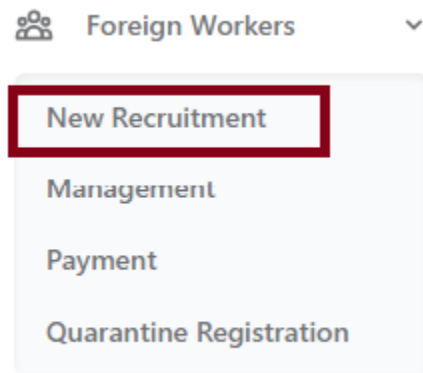 Foreign Workers
New Recruitment
Management
Payment
Quarantine Registration